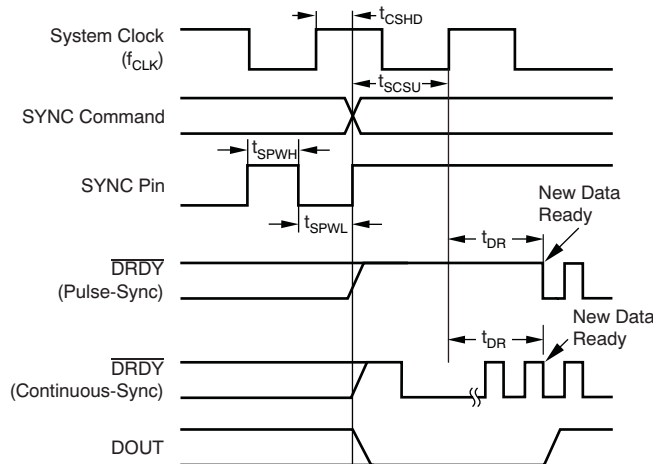 System Clock
(fCLK)
tCSHD
tSCSU
SYNC Command
tSPWH
SYNC Pin
tSPWL
New Data
Ready
tDR
DRDY
(Pulse-Sync)
New Data
Ready
tDR
DRDY
(Continuous-Sync)
DOUT